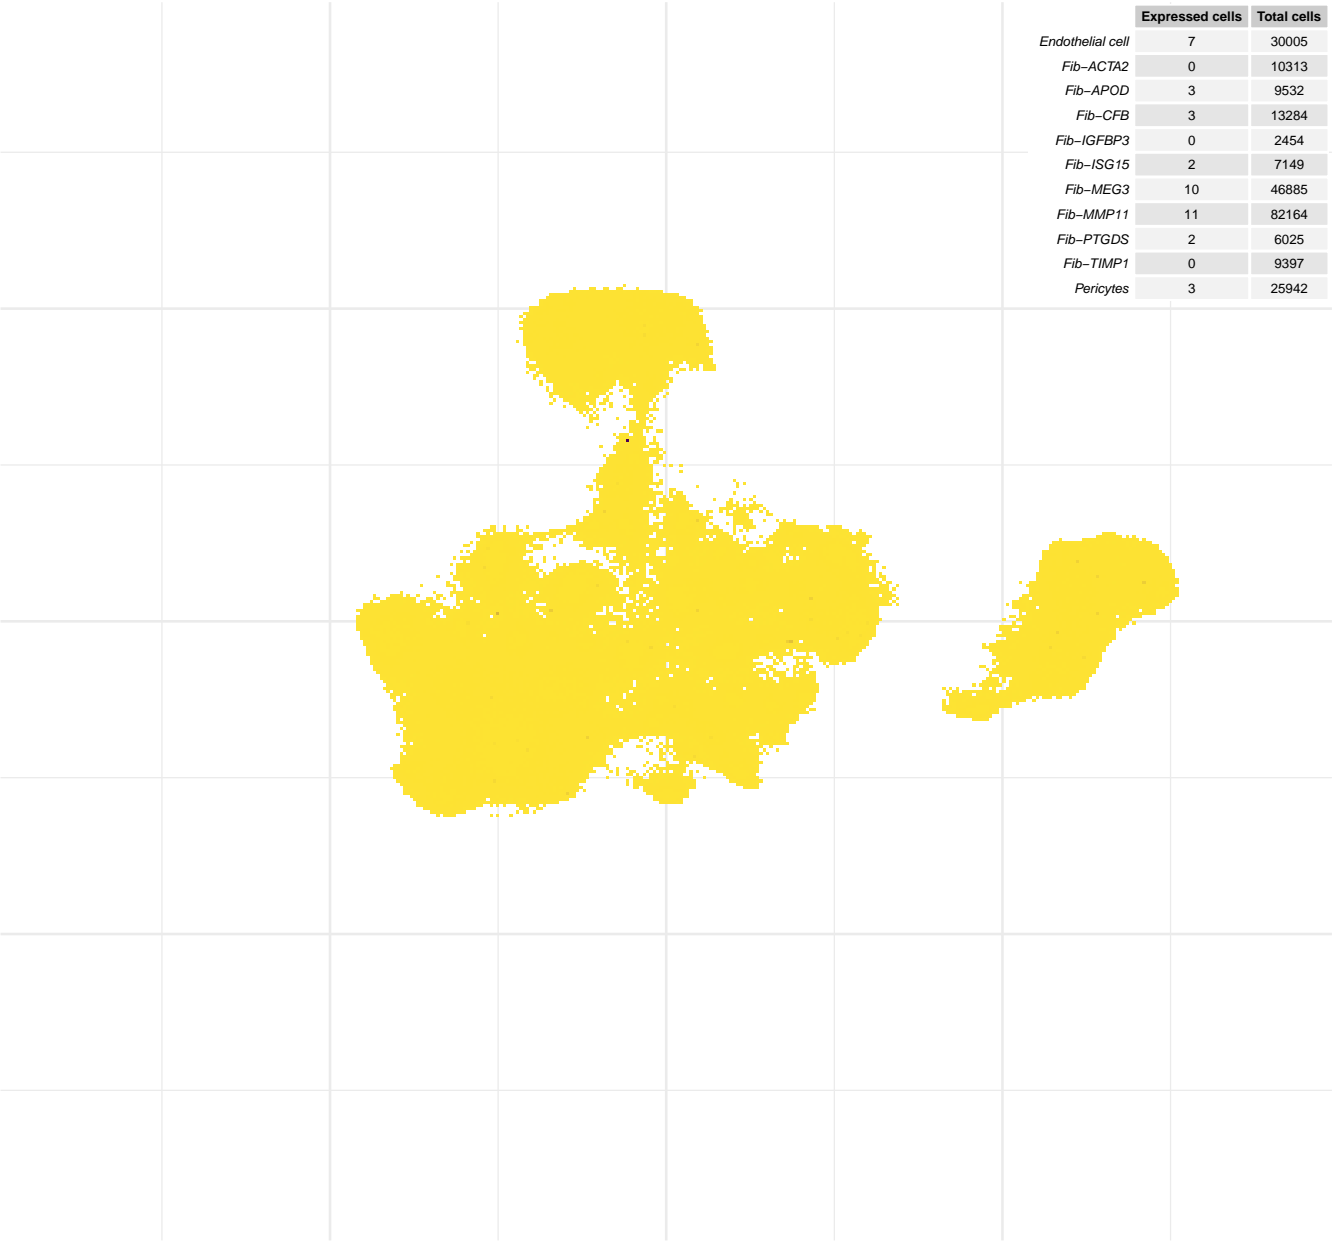 Expressed cells Total cells
Endothelial cell 7 30005
Fib−ACTA2 0 10313
Fib−APOD 3 9532
Fib−CFB 3 13284
Fib−IGFBP3 0 2454
Fib−ISG15 2 7149
Fib−MEG3 10 46885
Fib−MMP11 11 82164
Fib−PTGDS 2 6025
Fib−TIMP1 0 9397
Pericytes 3 25942